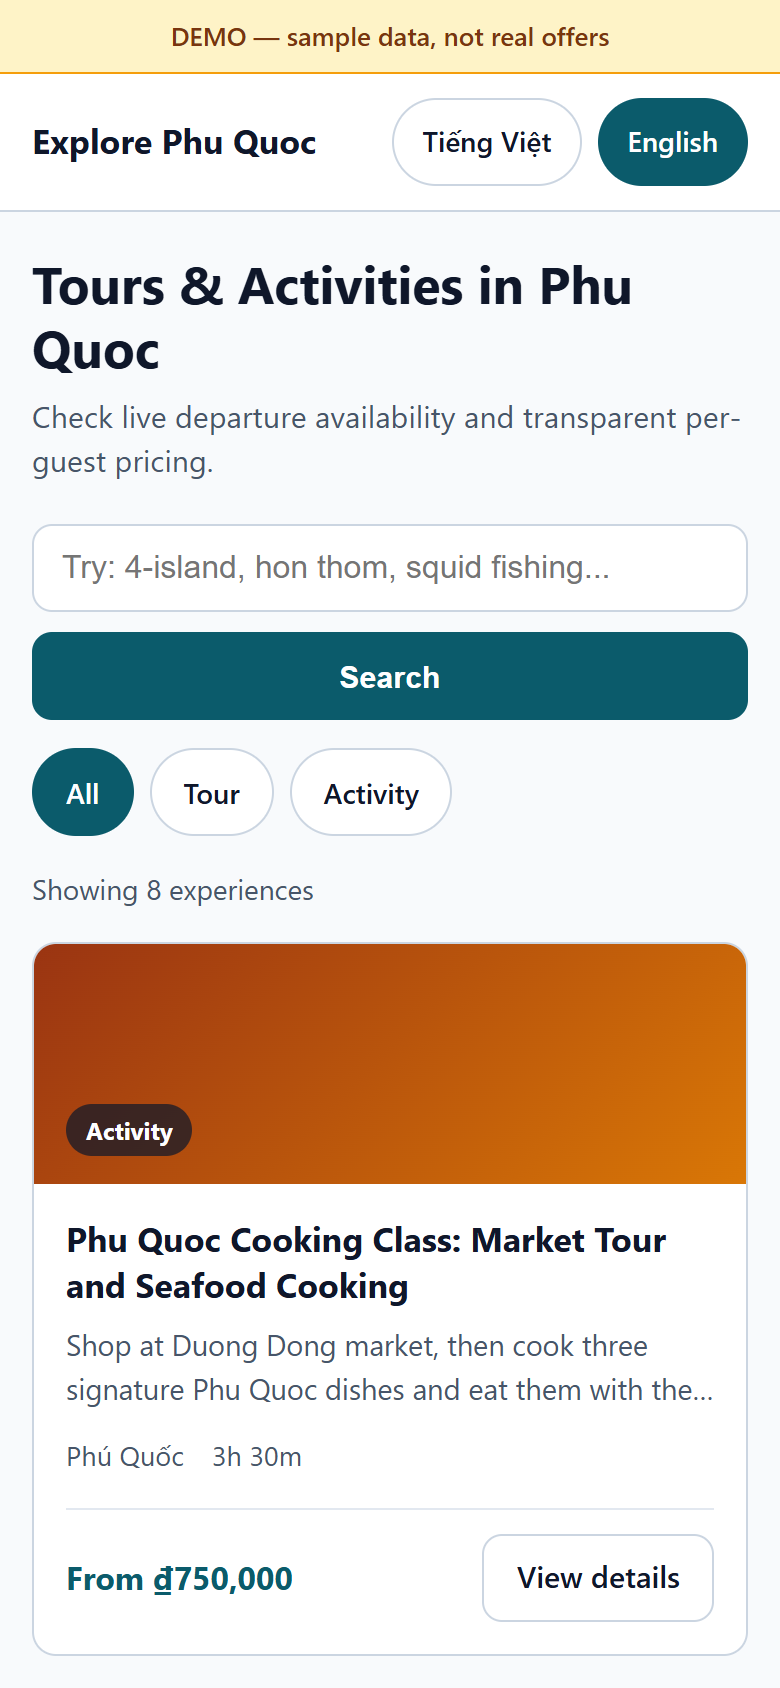 DEMO — sample data, not real offers
Explore Phu Quoc
Tiếng Việt
English
Tours & Activities in Phu
Quoc
Check live departure availability and transparent per-
guest pricing.
Try: 4-island, hon thom, squid fishing...
Search
All
Tour
Activity
Showing 8 experiences
Activity
Phu Quoc Cooking Class: Market Tour
and Seafood Cooking
Shop at Duong Dong market, then cook three
signature Phu Quoc dishes and eat them with the...
Phú Quốc 3h 30m
From ₫750,000
View details